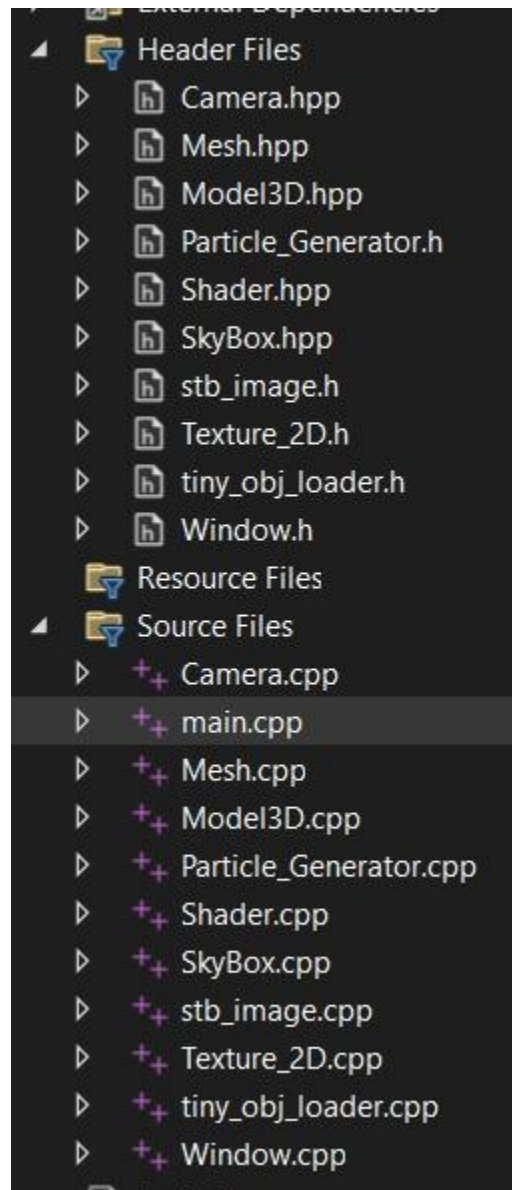 External Dependencies
Header Files
Camera.hpp
Mesh.hpp
Model3D.hpp
Particle_Generator.h
Shader.hpp
SkyBox.hpp
stb_image.h
Texture_2D.h
tiny_obj_loader.h
Window.h
Resource Files
Source Files
Camera.cpp
main.cpp
Mesh.cpp
Model3D.cpp
Particle_Generator.cpp
Shader.cpp
SkyBox.cpp
stb_image.cpp
Texture_2D.cpp
tiny_obj_loader.cpp
Window.cpp